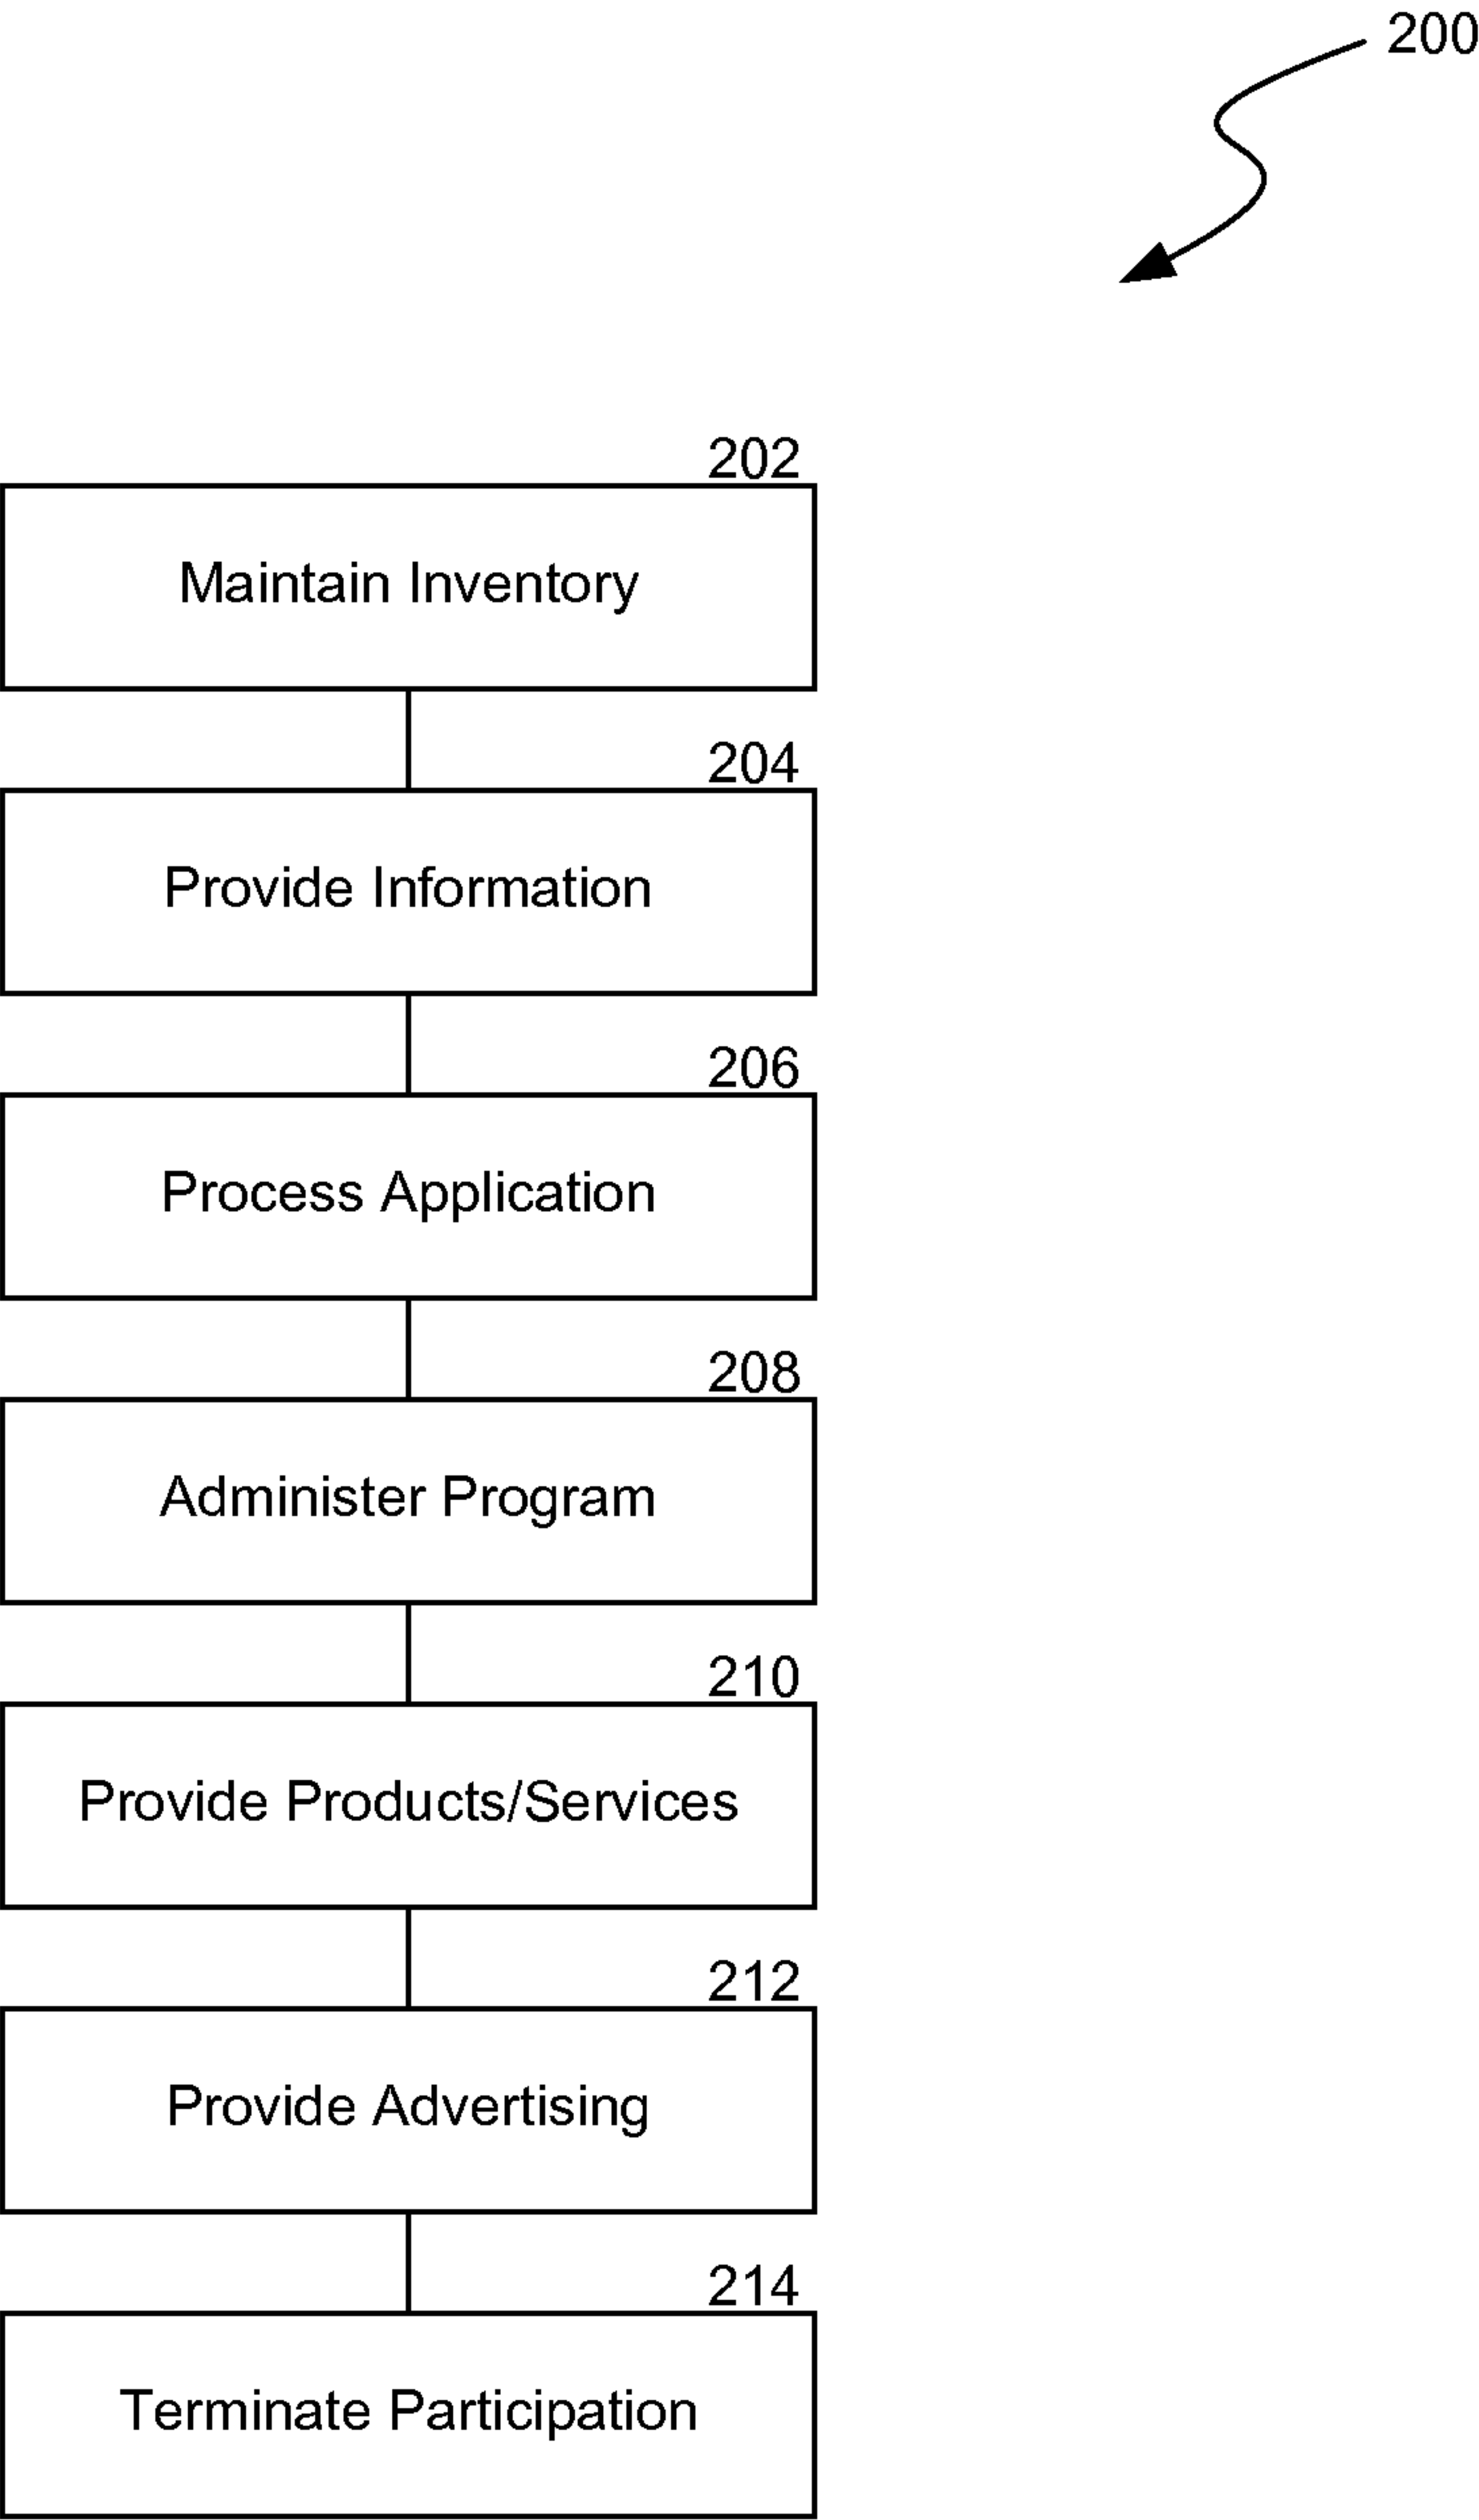 200
202
Maintain Inventory
204
Provide Information
206
Process Application
208
Administer Program
210
Provide Products/Services
212
Provide Advertising
214
Terminate Participation